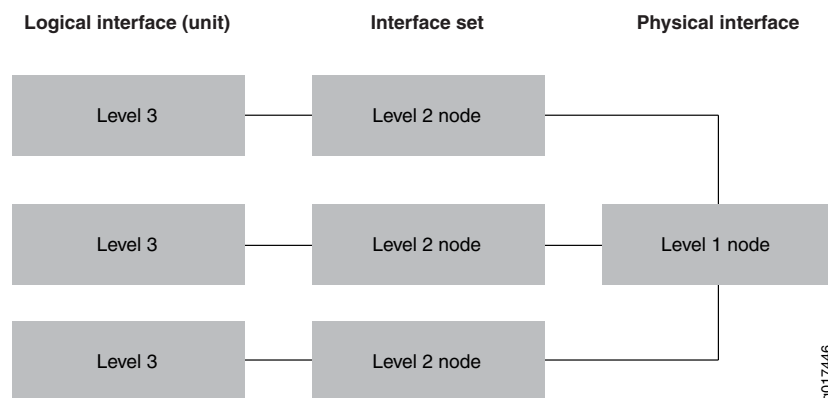 Logical interface (unit) Interface set Physical interface
Level 3 Level 2 node
Level 3 Level 2 node Level 1 node
Level 3 Level 2 node
g017446